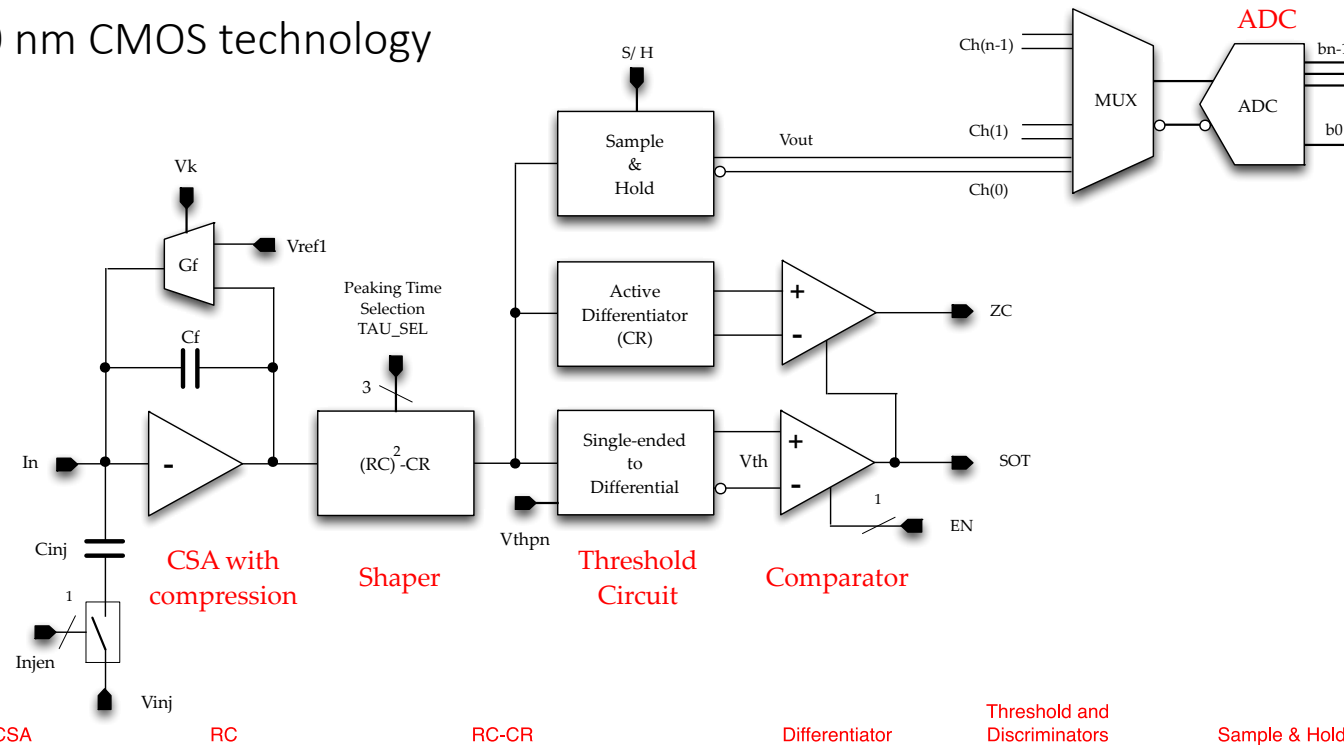 nm CMOS technology
ADC
S/ H
Ch(n-1)
bn-1
MUX
ADC
Sample
&
Hold
Vout
Ch(1)
b0
Ch(0)
Vk
Gf
Vref1
Peaking Time
Selection
TAU_SEL
Active
Differentiator
(CR)
+
-
ZC
Cf
3
In
-
(RC)2-CR
Single-ended
to
Differential
Vth
+
-
SOT
1
EN
Vthpn
Cinj
CSA with
compression
Shaper
Threshold
Circuit
Comparator
1
Injen
Vinj
CSA
RC
RC-CR
Differentiator
Threshold and
Discriminators
Sample & Hold